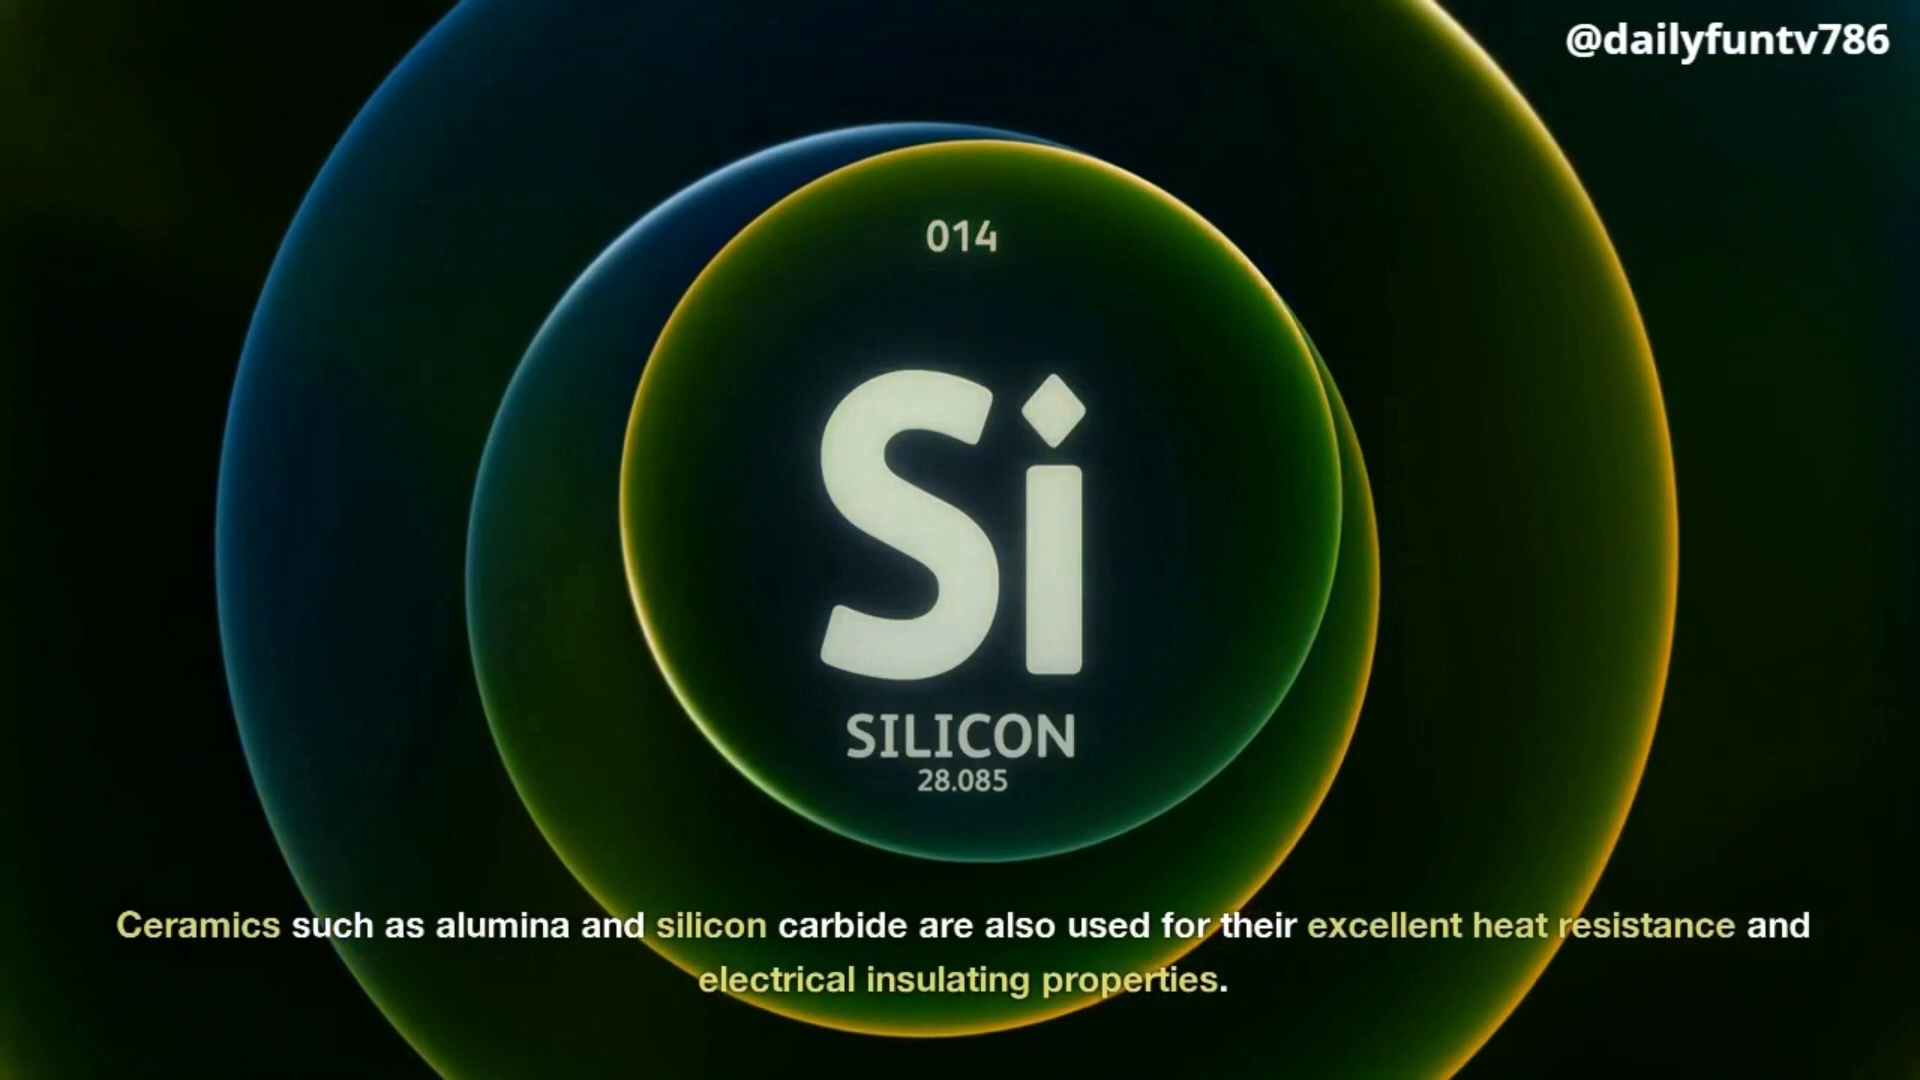 @dailyfuntv786
014
Si
SILICON
28.085
Ceramics such as alumina and silicon carbide are also used for their excellent heat resistance and
electrical insulating properties.